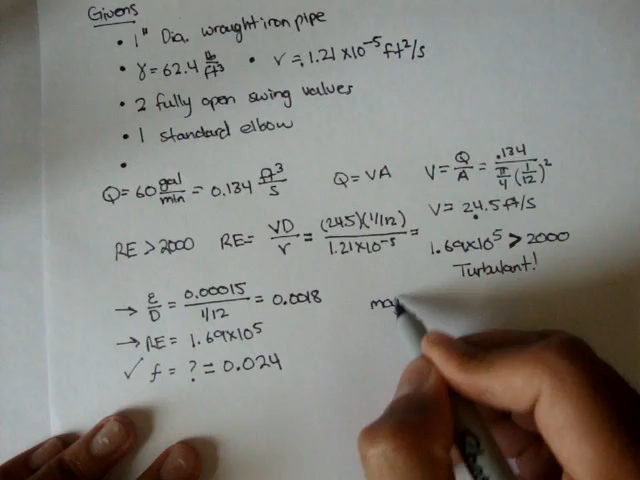 Givens
• 1" Dia. wrought iron pipe
• γ = 62.4 lb/ft³ • ν = 1.21 ×10⁻⁵ ft²/s
• 2 fully open swing valves
• 1 standard elbow
•
Q = 60 gal/min = 0.134 ft³/s Q = VA V = Q/A = .134/(π/4 (1/12)²)
V = 24.5 ft/s
RE > 2000 RE = VD/ν = (24.5)(1/12)/1.21×10⁻⁵ = 1.69×10⁵ > 2000
Turbulant!
→ ε/D = 0.00015/(1/12) = 0.0018
→ RE = 1.69×10⁵
✓ f = ? = 0.024